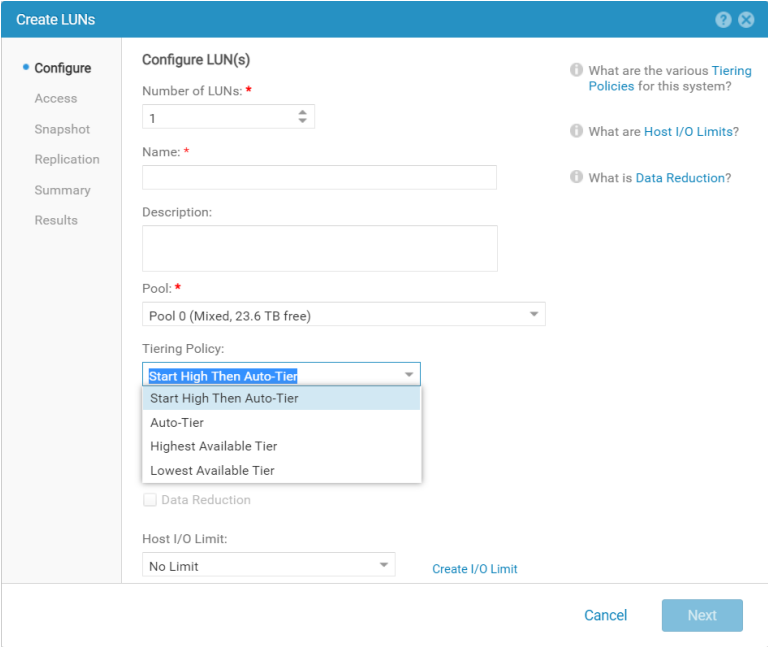 Create LUNs
Configure
Access
Snapshot
Replication
Summary
Results
Configure LUN(s)
Number of LUNs: *
1
Name: *
Description:
Pool: *
Pool 0 (Mixed, 23.6 TB free)
Tiering Policy:
Start High Then Auto-Tier
Start High Then Auto-Tier
Auto-Tier
Highest Available Tier
Lowest Available Tier
Data Reduction
Host I/O Limit:
No Limit
Create I/O Limit
What are the various Tiering
Policies for this system?
What are Host I/O Limits?
What is Data Reduction?
Cancel
Next